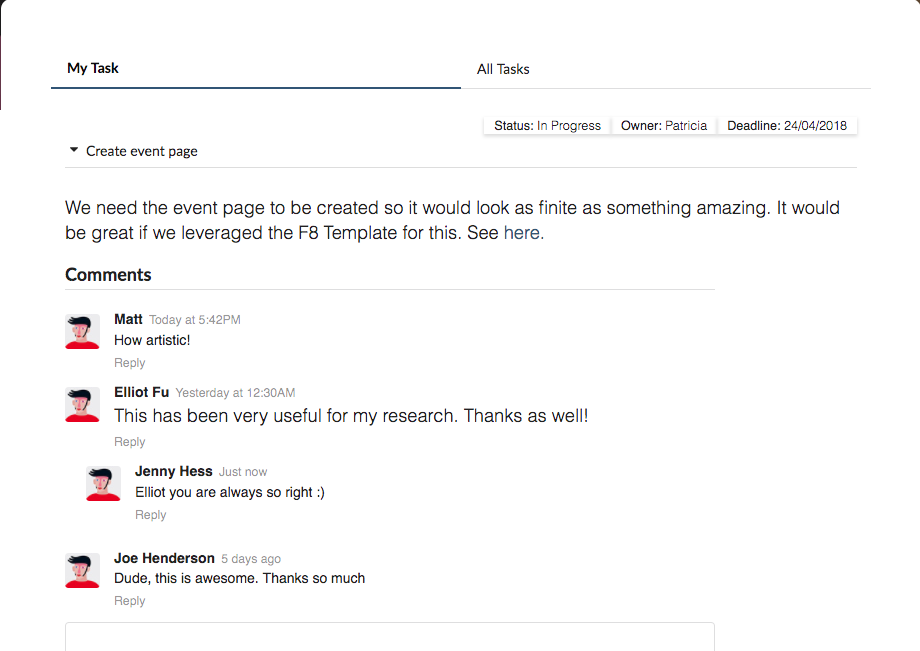 My Task
All Tasks
Status: In Progress Owner: Patricia Deadline: 24/04/2018
Create event page
We need the event page to be created so it would look as finite as something amazing. It would
be great if we leveraged the F8 Template for this. See here.
Comments
Matt Today at 5:42PM
How artistic!
Reply
Elliot Fu Yesterday at 12:30AM
This has been very useful for my research. Thanks as well!
Reply
Jenny Hess Just now
Elliot you are always so right :)
Reply
Joe Henderson 5 days ago
Dude, this is awesome. Thanks so much
Reply